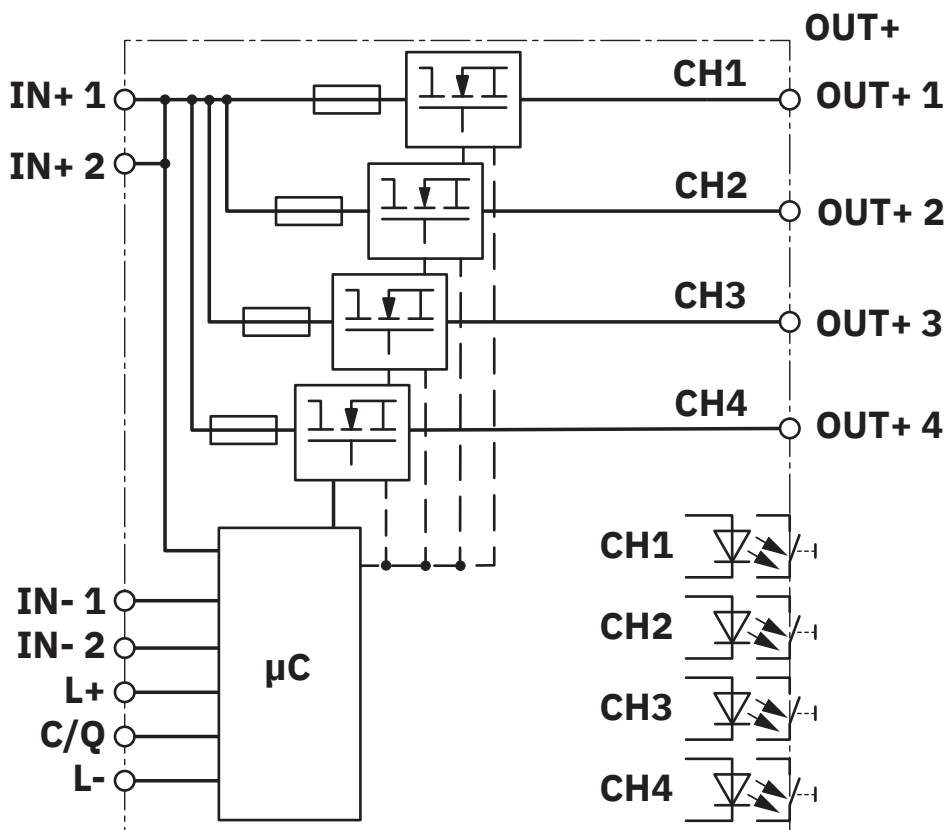 OUT+
IN+ 1
CH1
OUT+ 1
IN+ 2
CH2
OUT+ 2
CH3
OUT+ 3
CH4
OUT+ 4
CH1
IN- 1
CH2
IN- 2
µC
L+
CH3
C/Q
L-
CH4